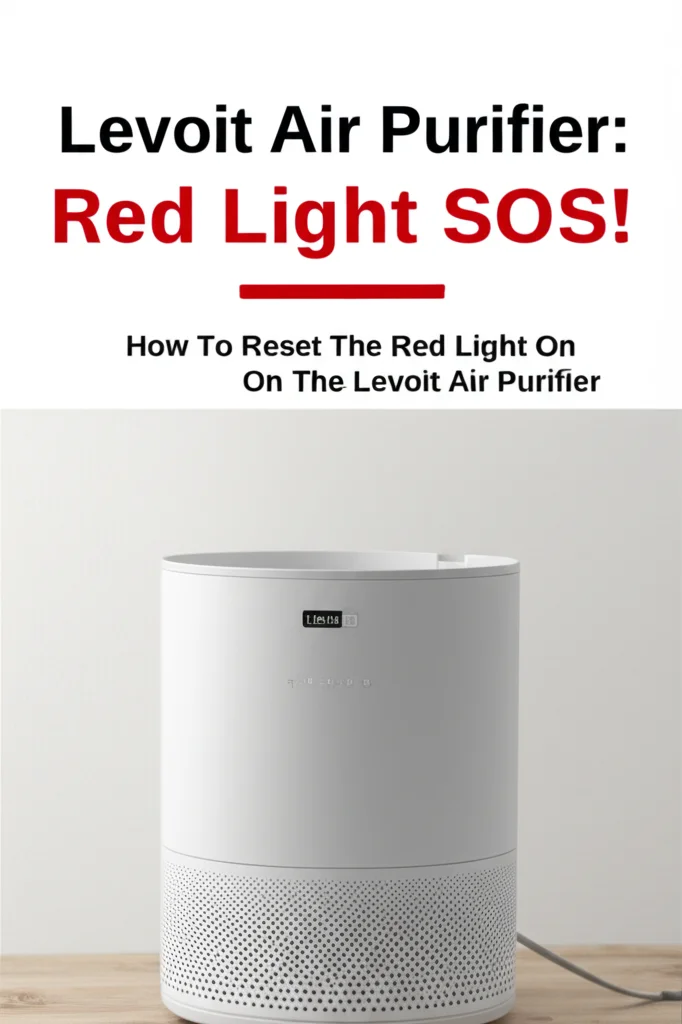 Levoit Air Purifier:
Red Light SOS!
How To Reset The Red Light On
On The Levoit Air Purifier